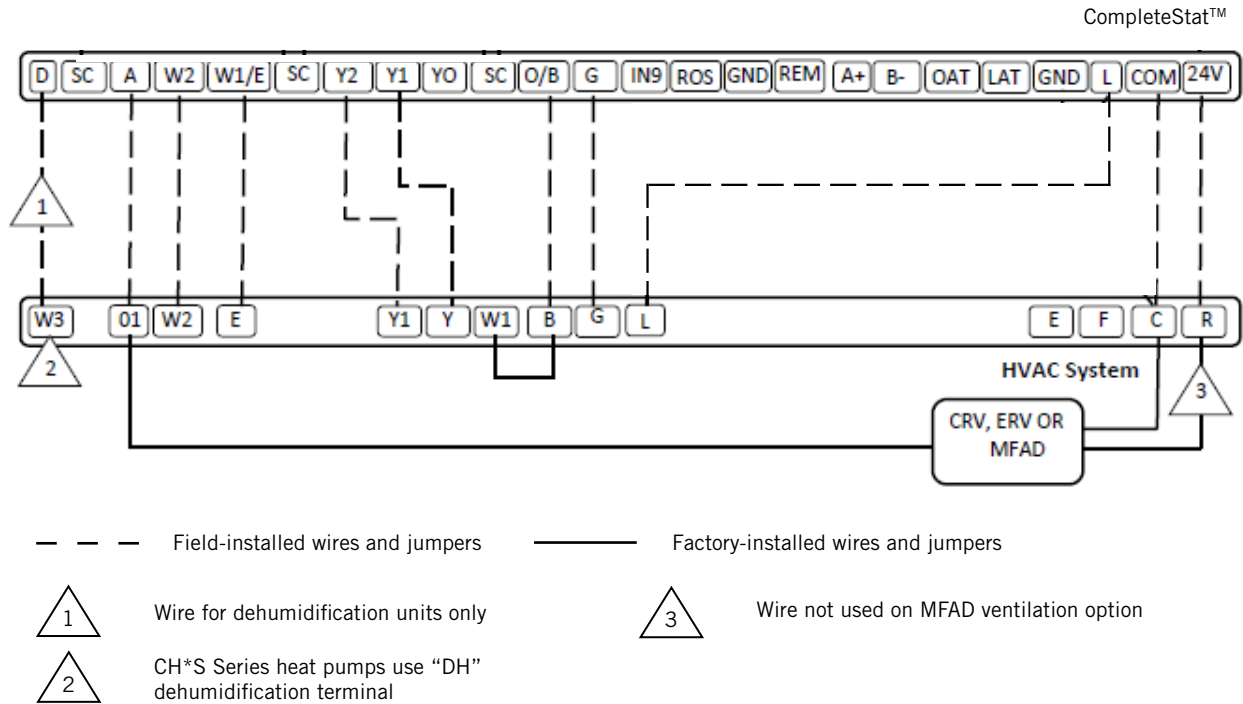 CompleteStat™
D SC A W2 W1/E SC Y2 Y1 YO SC O/B G IN9 ROS GND REM A+ B- OAT LAT GND L COM 24V
1
W3 01 W2 E Y1 Y W1 B G L E F C R
2
HVAC System
3
CRV, ERV OR
MFAD
Field-installed wires and jumpers
Factory-installed wires and jumpers
1 Wire for dehumidification units only
3 Wire not used on MFAD ventilation option
2 CH*S Series heat pumps use “DH”
dehumidification terminal